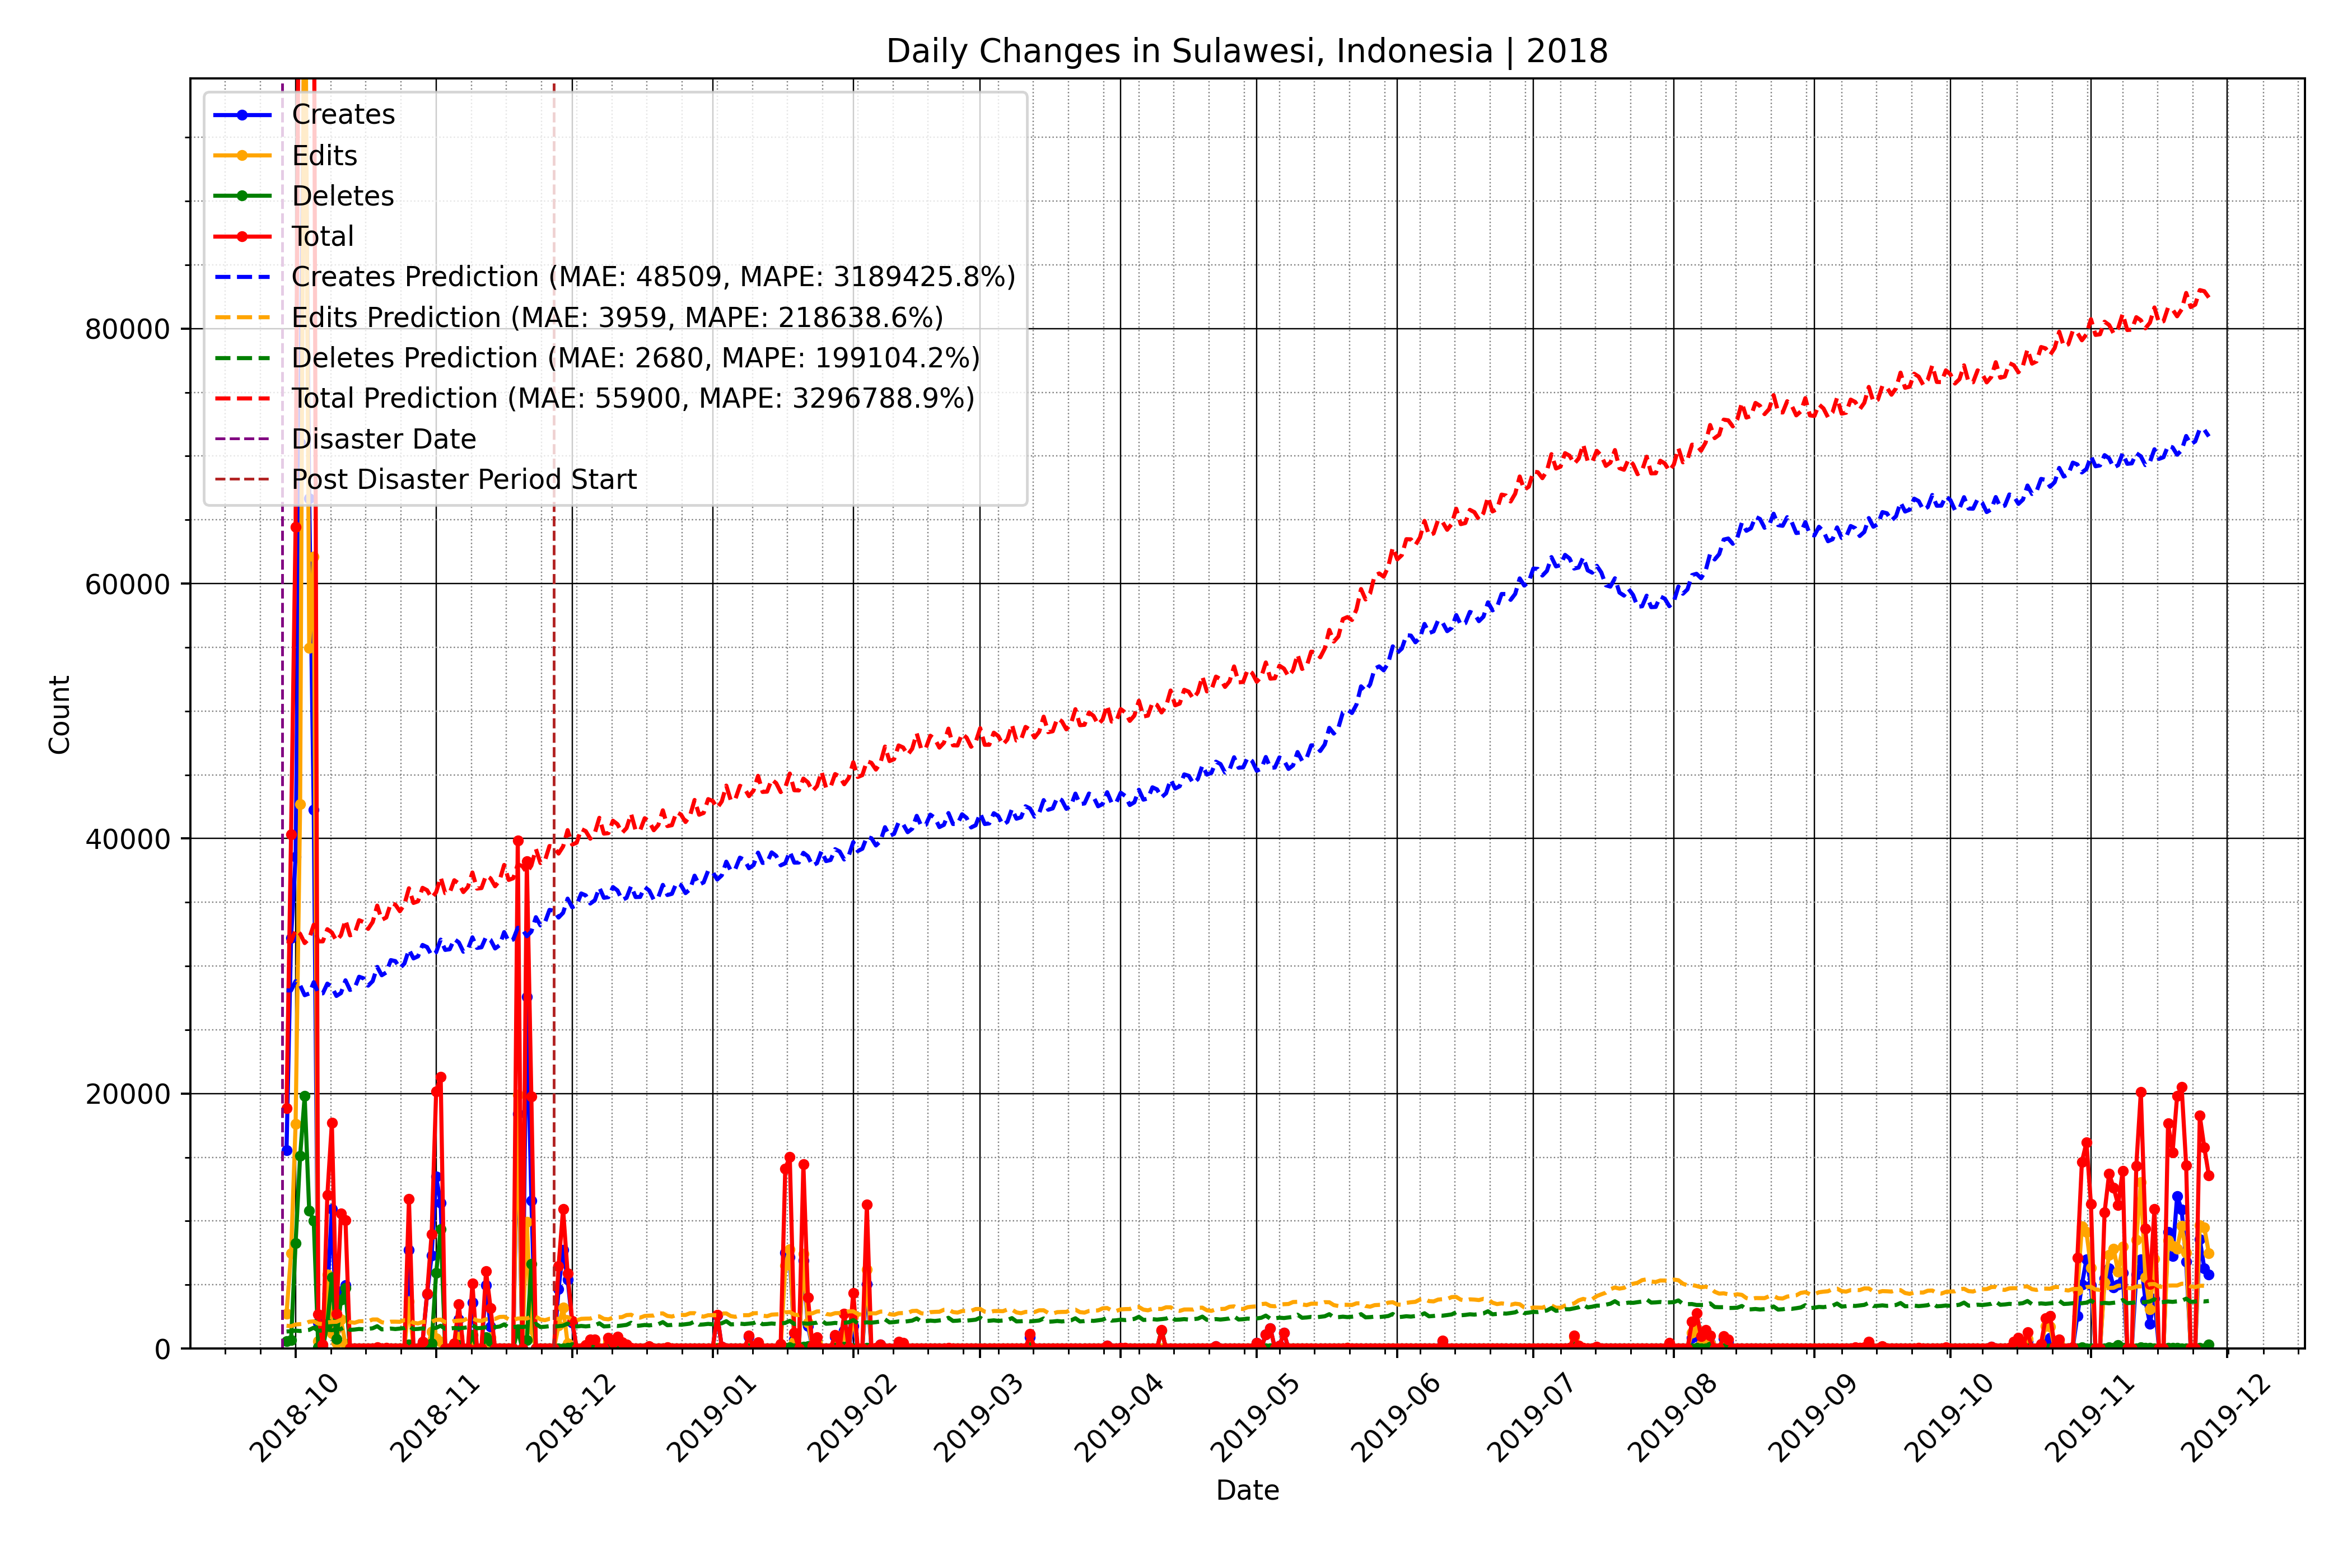 Daily Changes in Sulawesi, Indonesia | 2018
Creates
Edits
Deletes
Total
Creates Prediction (MAE: 48509, MAPE: 3189425.8%)
Edits Prediction (MAE: 3959, MAPE: 218638.6%)
Deletes Prediction (MAE: 2680, MAPE: 199104.2%)
Total Prediction (MAE: 55900, MAPE: 3296788.9%)
Disaster Date
Post Disaster Period Start
Count
80000
60000
40000
20000
0
2018-10
2018-11
2018-12
2019-01
2019-02
2019-03
2019-04
2019-05
2019-06
2019-07
2019-08
2019-09
2019-10
2019-11
2019-12
Date